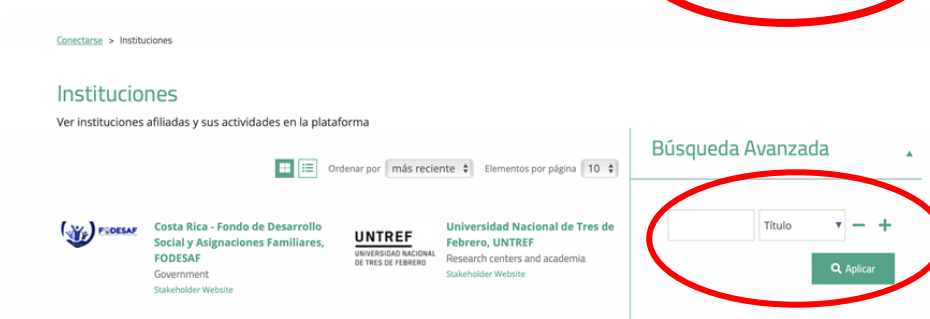 Conectarse > Instituciones
Instituciones
Ver instituciones afiliadas y sus actividades en la plataforma
Búsqueda Avanzada
Ordenar por más reciente Elementos por página 10
FODESAF
Costa Rica - Fondo de Desarrollo
Social y Asignaciones Familiares,
FODESAF
Government
Stakeholder Website
UNTREF
UNIVERSIDAD NACIONAL
DE TRES DE FEBRERO
Universidad Nacional de Tres de
Febrero, UNTREF
Research centers and academia
Stakeholder Website
Título
Aplicar